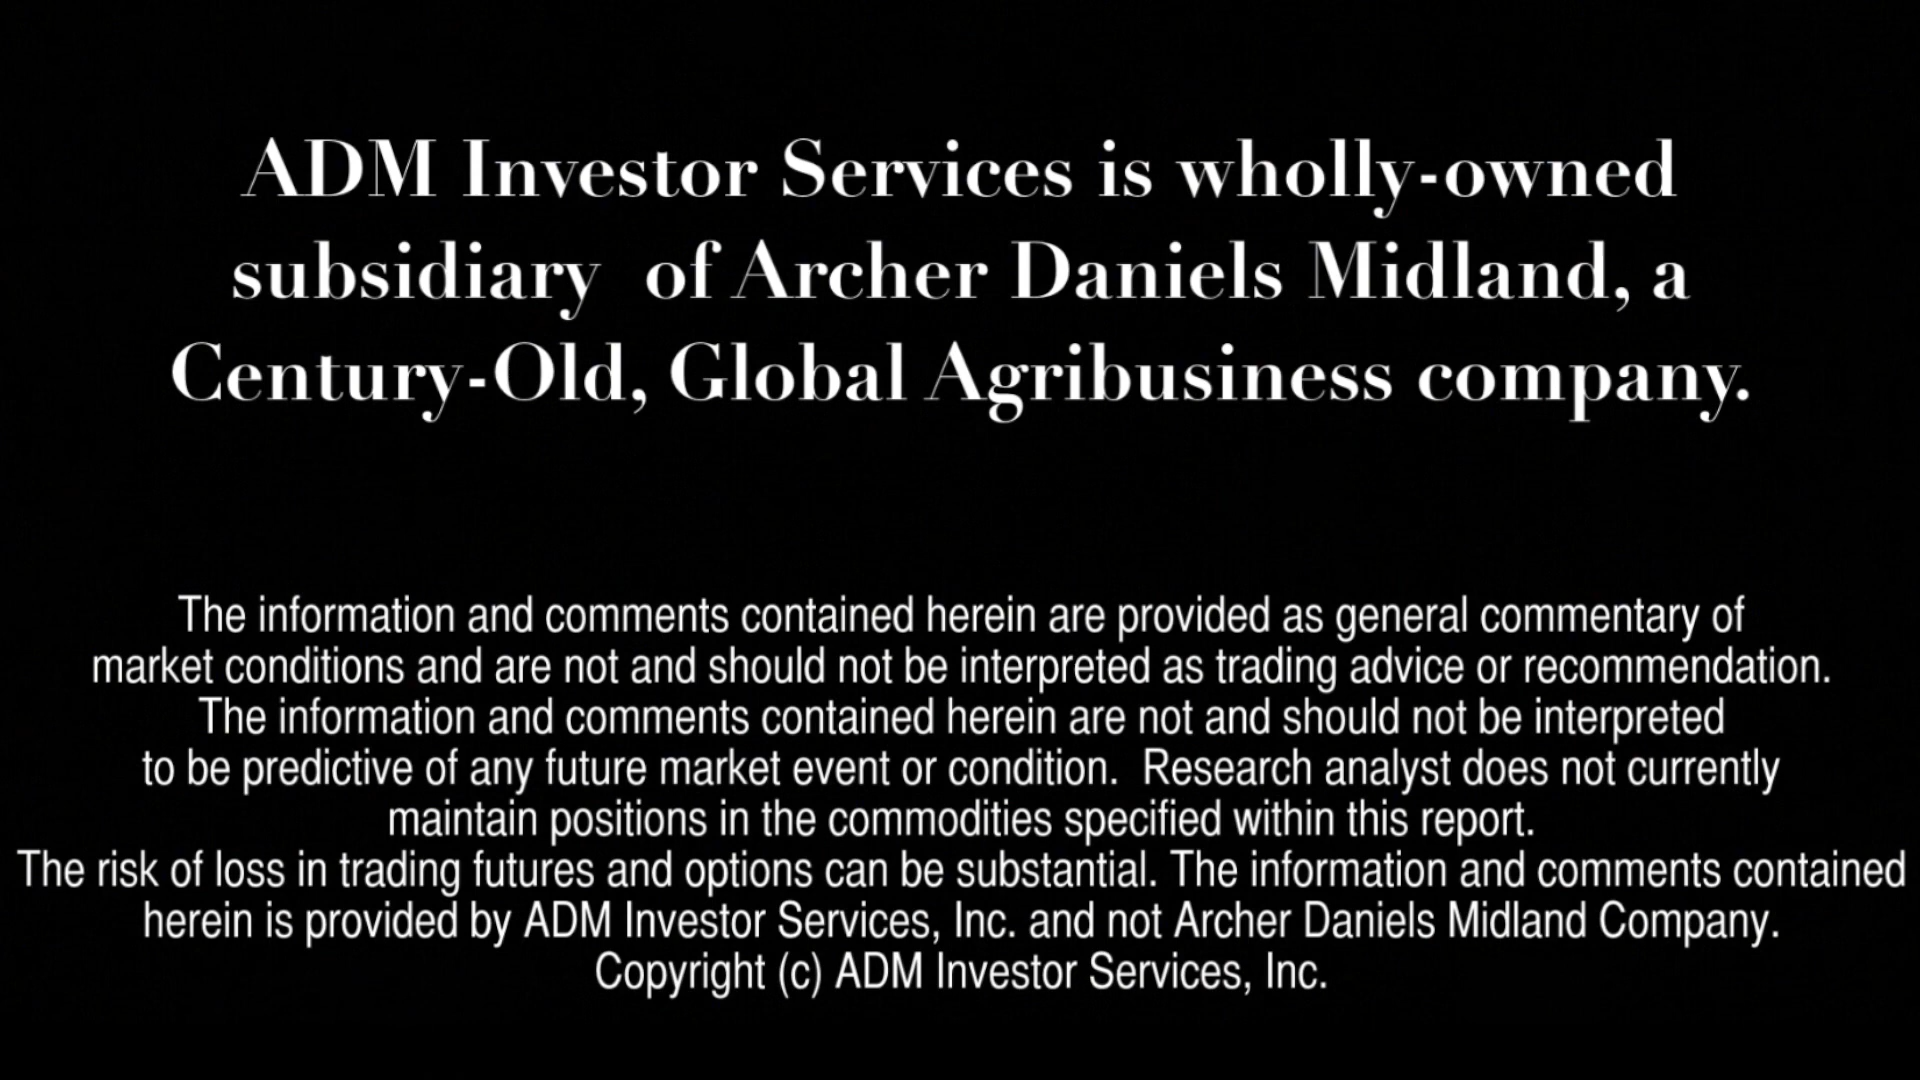 ADM Investor Services is wholly-owned
subsidiary  of Archer Daniels Midland, a
Century-Old, Global Agribusiness company.
The information and comments contained herein are provided as general commentary of
market conditions and are not and should not be interpreted as trading advice or recommendation.
The information and comments contained herein are not and should not be interpreted
to be predictive of any future market event or condition.  Research analyst does not currently
maintain positions in the commodities specified within this report.
The risk of loss in trading futures and options can be substantial. The information and comments contained
herein is provided by ADM Investor Services, Inc. and not Archer Daniels Midland Company.
Copyright (c) ADM Investor Services, Inc.